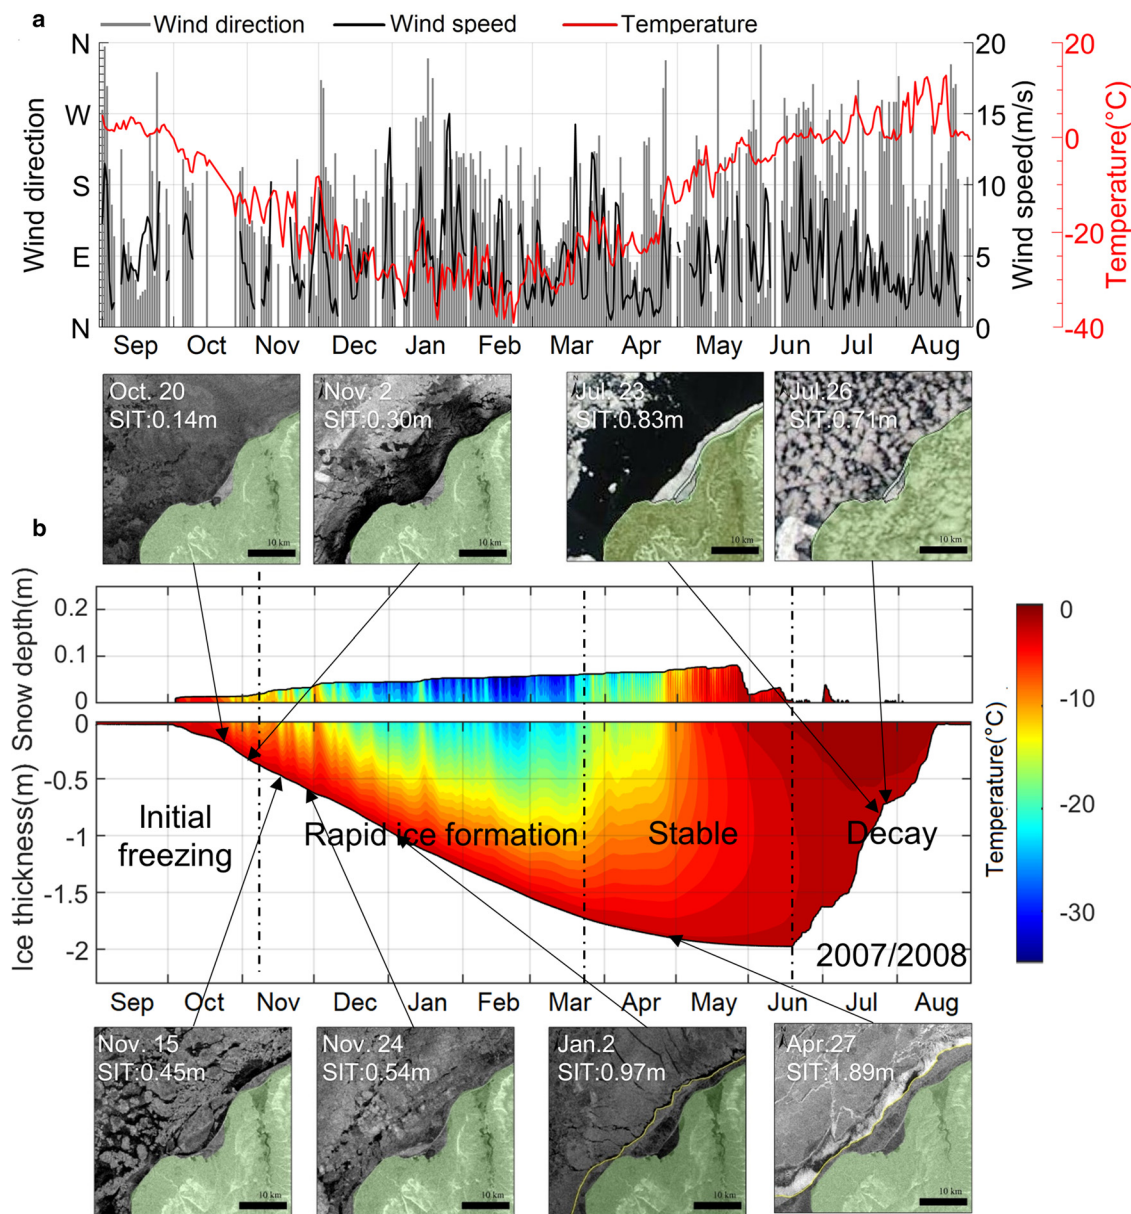 a
Wind direction
Wind speed
Temperature
N
W
S
E
N
Wind direction
20
15
10
5
0
Wind speed(m/s)
20
0
-20
-40
Temperature(°C)
Sep Oct Nov Dec Jan Feb Mar Apr May Jun Jul Aug
Oct. 20
SIT:0.14m
10 km
Nov. 2
SIT:0.30m
10 km
Jul. 23
SIT:0.83m
10 km
Jul.26
SIT:0.71m
10 km
b
0.2
0.1
0
Snow depth(m)
0
-0.5
-1
-1.5
-2
Ice thickness(m)
Initial
freezing
Rapid ice formation
Stable
Decay
2007/2008
0
-10
-20
-30
Temperature(°C)
Sep Oct Nov Dec Jan Feb Mar Apr May Jun Jul Aug
Nov. 15
SIT:0.45m
10 km
Nov. 24
SIT:0.54m
10 km
Jan.2
SIT:0.97m
10 km
Apr.27
SIT:1.89m
10 km